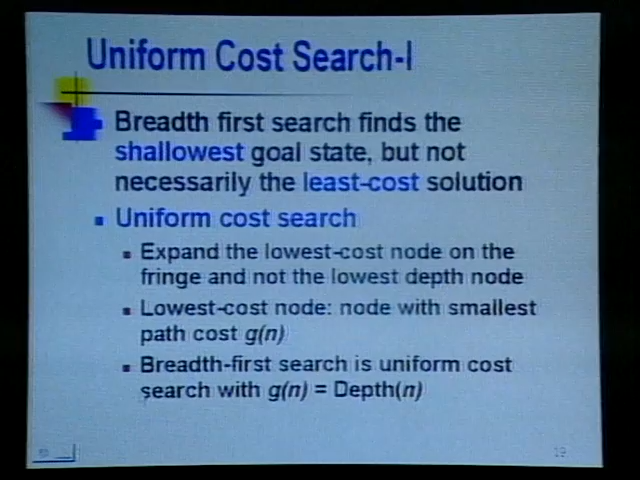 Uniform Cost Search-I
Breadth first search finds the
shallowest goal state, but not
necessarily the least-cost solution
Uniform cost search
Expand the lowest-cost node on the
fringe and not the lowest depth node
Lowest-cost node: node with smallest
path cost g(n)
Breadth-first search is uniform cost
search with g(n) = Depth(n)